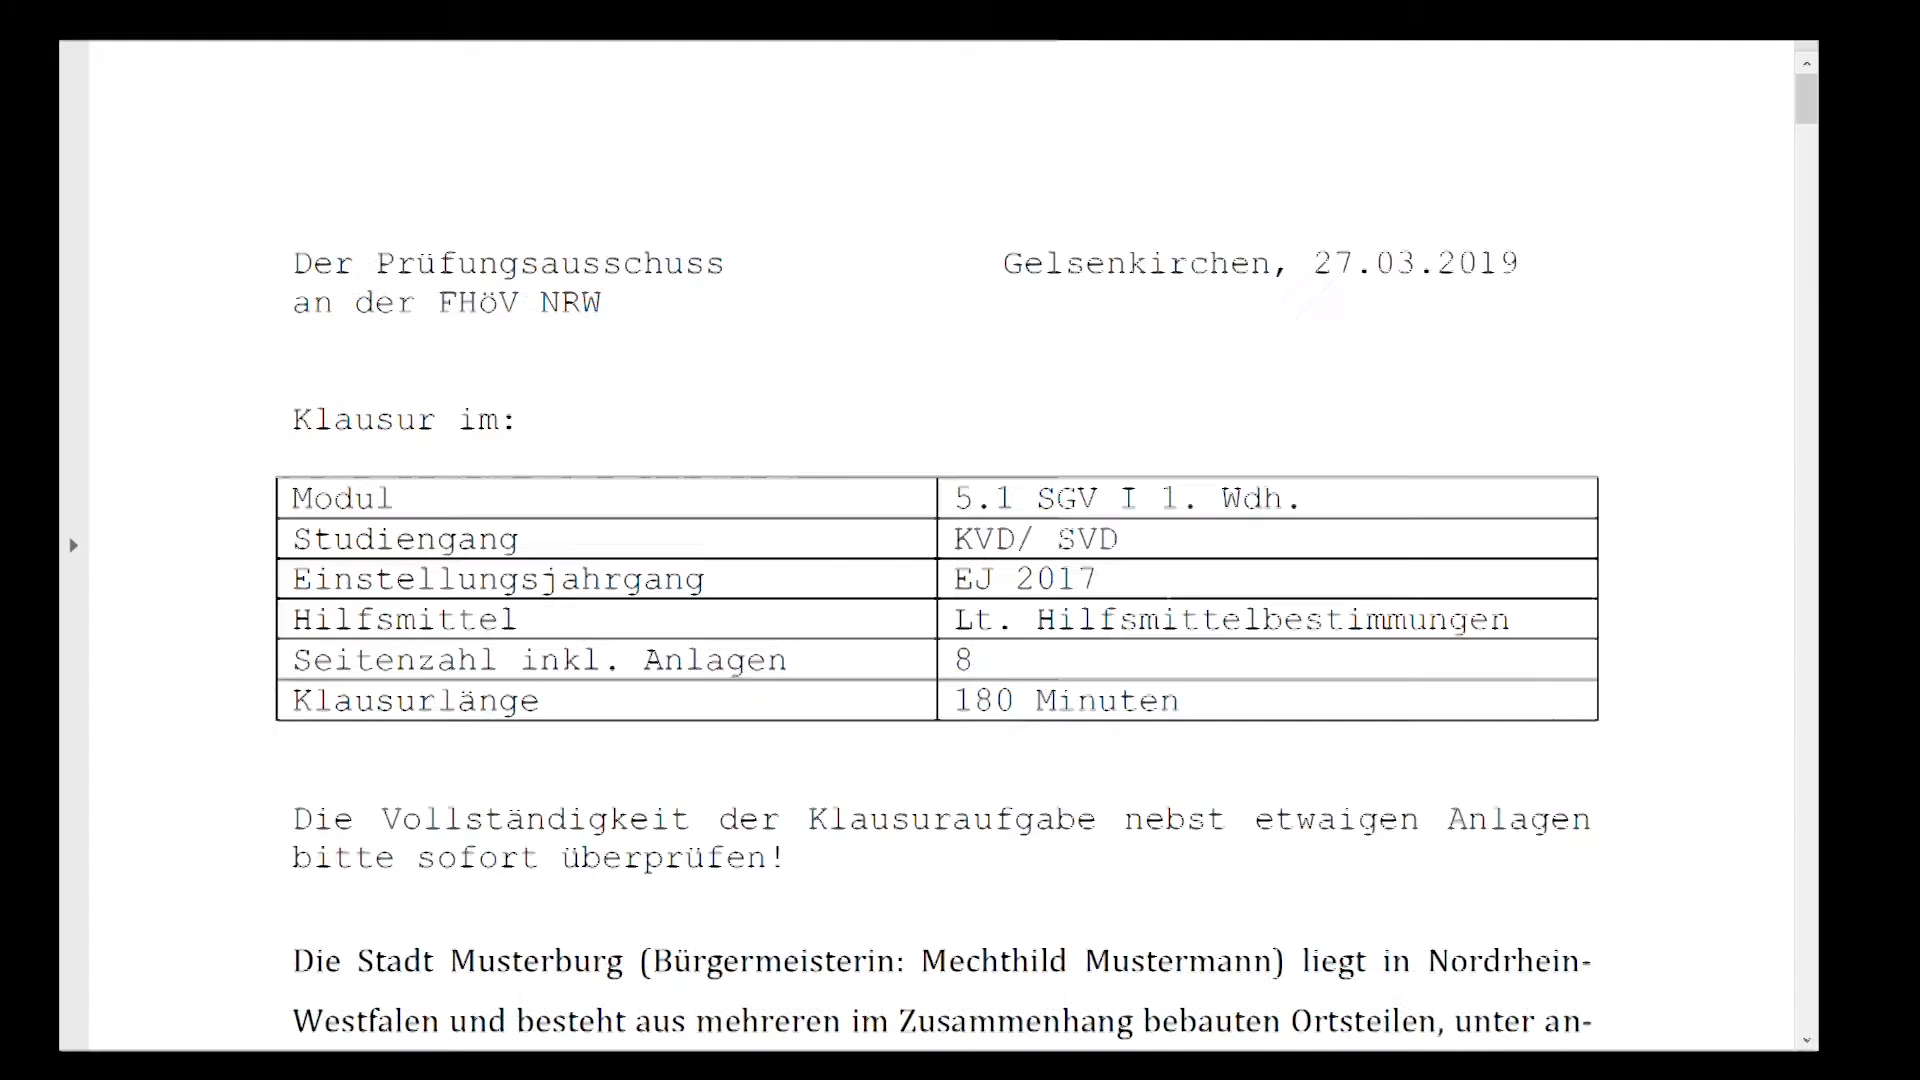 Der Prüfungsausschuss Gelsenkirchen, 27.03.2019
an der FHöV NRW
Klausur im:
Modul 5.1 SGV I 1. Wdh.
Studiengang KVD/ SVD
Einstellungsjahrgang EJ 2017
Hilfsmittel Lt. Hilfsmittelbestimmungen
Seitenzahl inkl. Anlagen 8
Klausurlänge 180 Minuten
Die Vollständigkeit der Klausuraufgabe nebst etwaigen Anlagen
bitte sofort überprüfen!
Die Stadt Musterburg (Bürgermeisterin: Mechthild Mustermann) liegt in Nordrhein-
Westfalen und besteht aus mehreren im Zusammenhang bebauten Ortsteilen, unter an-